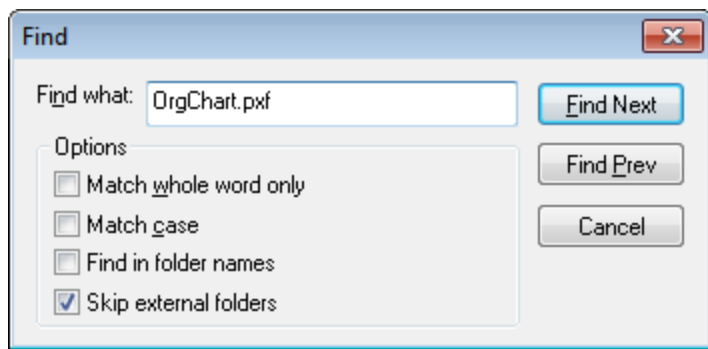 Find
Find what: OrgChart.pxf
Find Next
Options
Find Prev
Match whole word only
Match case
Cancel
Find in folder names
Skip external folders